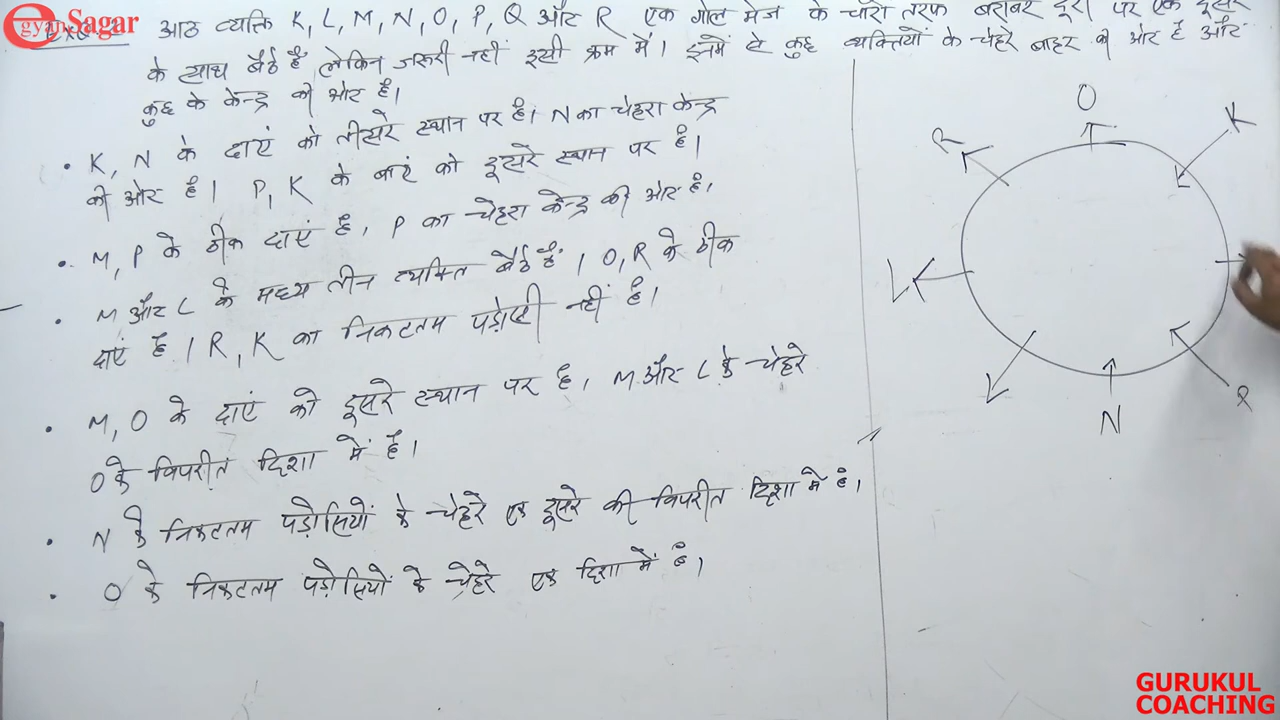 e gyan Sagar
आठ व्यक्ति K, L, M, N, O, P, Q और R एक गोल मेज के चारों तरफ बराबर दूरी पर एक दूसरे
के साथ बैठे हैं लेकिन जरूरी नहीं इसी क्रम में। इनमें से कुछ व्यक्तियों के चेहरे बाहर की ओर हैं और
कुछ के केन्द्र की ओर हैं।
• K, N के दाएं को तीसरे स्थान पर है। N का चेहरा केन्द्र
की ओर है। P, K के बाएं को दूसरे स्थान पर है।
• M, P के ठीक दाएं है, P का चेहरा केन्द्र की ओर है।
• M और L के मध्य तीन व्यक्ति बैठे हैं, O, R के ठीक
दाएं है। R, K का निकटतम पड़ोसी नहीं है।
• M, O के दाएं को दूसरे स्थान पर है, M और L के चेहरे
O के विपरीत दिशा में है।
• N के निकटतम पड़ोसियों के चेहरे एक दूसरे की विपरीत दिशा में है।
• O के निकटतम पड़ोसियों के चेहरे एक दिशा में है।
O
K
R
L
N
GURUKUL
COACHING